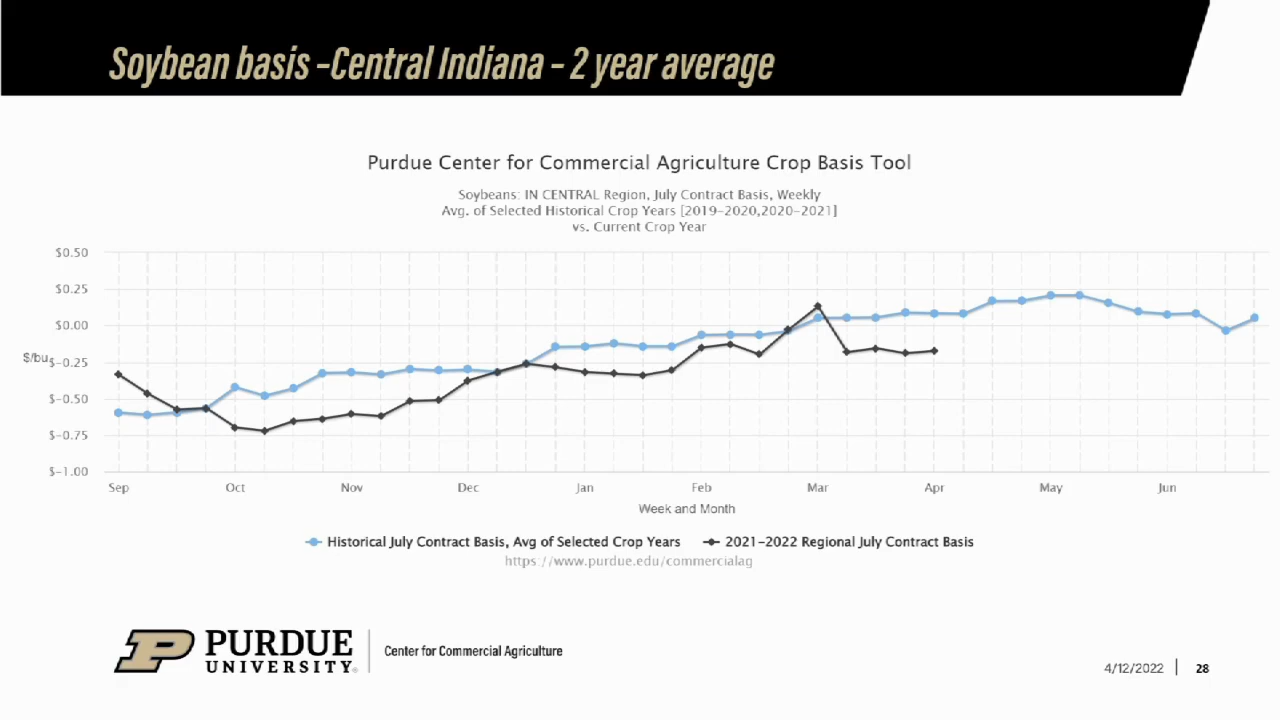 Soybean basis –Central Indiana – 2 year average
Purdue Center for Commercial Agriculture Crop Basis Tool
Soybeans: IN CENTRAL Region, July Contract Basis, Weekly
Avg. of Selected Historical Crop Years [2019–2020,2020–2021]
vs. Current Crop Year
$0.50
$0.25
$0.00
$/bu
$–0.25
$–0.50
$–0.75
$–1.00
Sep Oct Nov Dec Jan Feb Mar Apr May Jun
Week and Month
Historical July Contract Basis, Avg of Selected Crop Years 2021–2022 Regional July Contract Basis
https://www.purdue.edu/commercialag
PURDUE
UNIVERSITY®
Center for Commercial Agriculture
4/12/2022 28